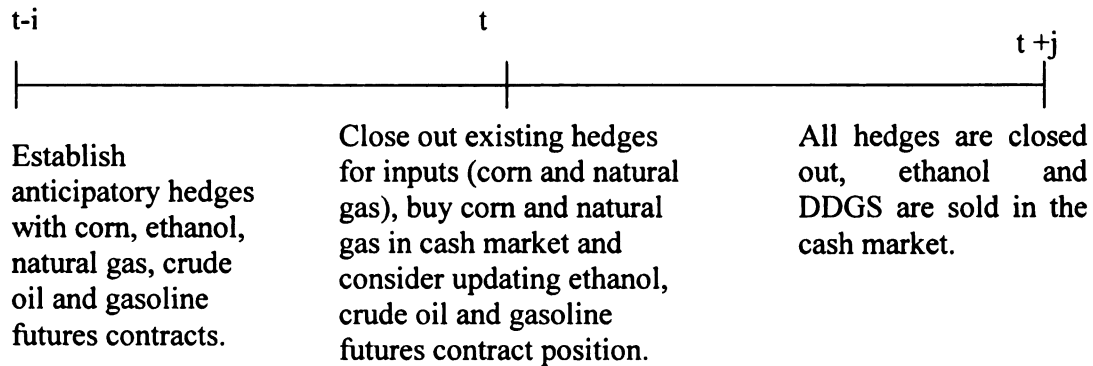 t-i
t
t +j
Establish
anticipatory hedges
with corn, ethanol,
natural gas, crude
oil and gasoline
futures contracts.
Close out existing hedges
for inputs (corn and natural
gas), buy corn and natural
gas in cash market and
consider updating ethanol,
crude oil and gasoline
futures contract position.
All hedges are closed
out, ethanol and
DDGS are sold in the
cash market.